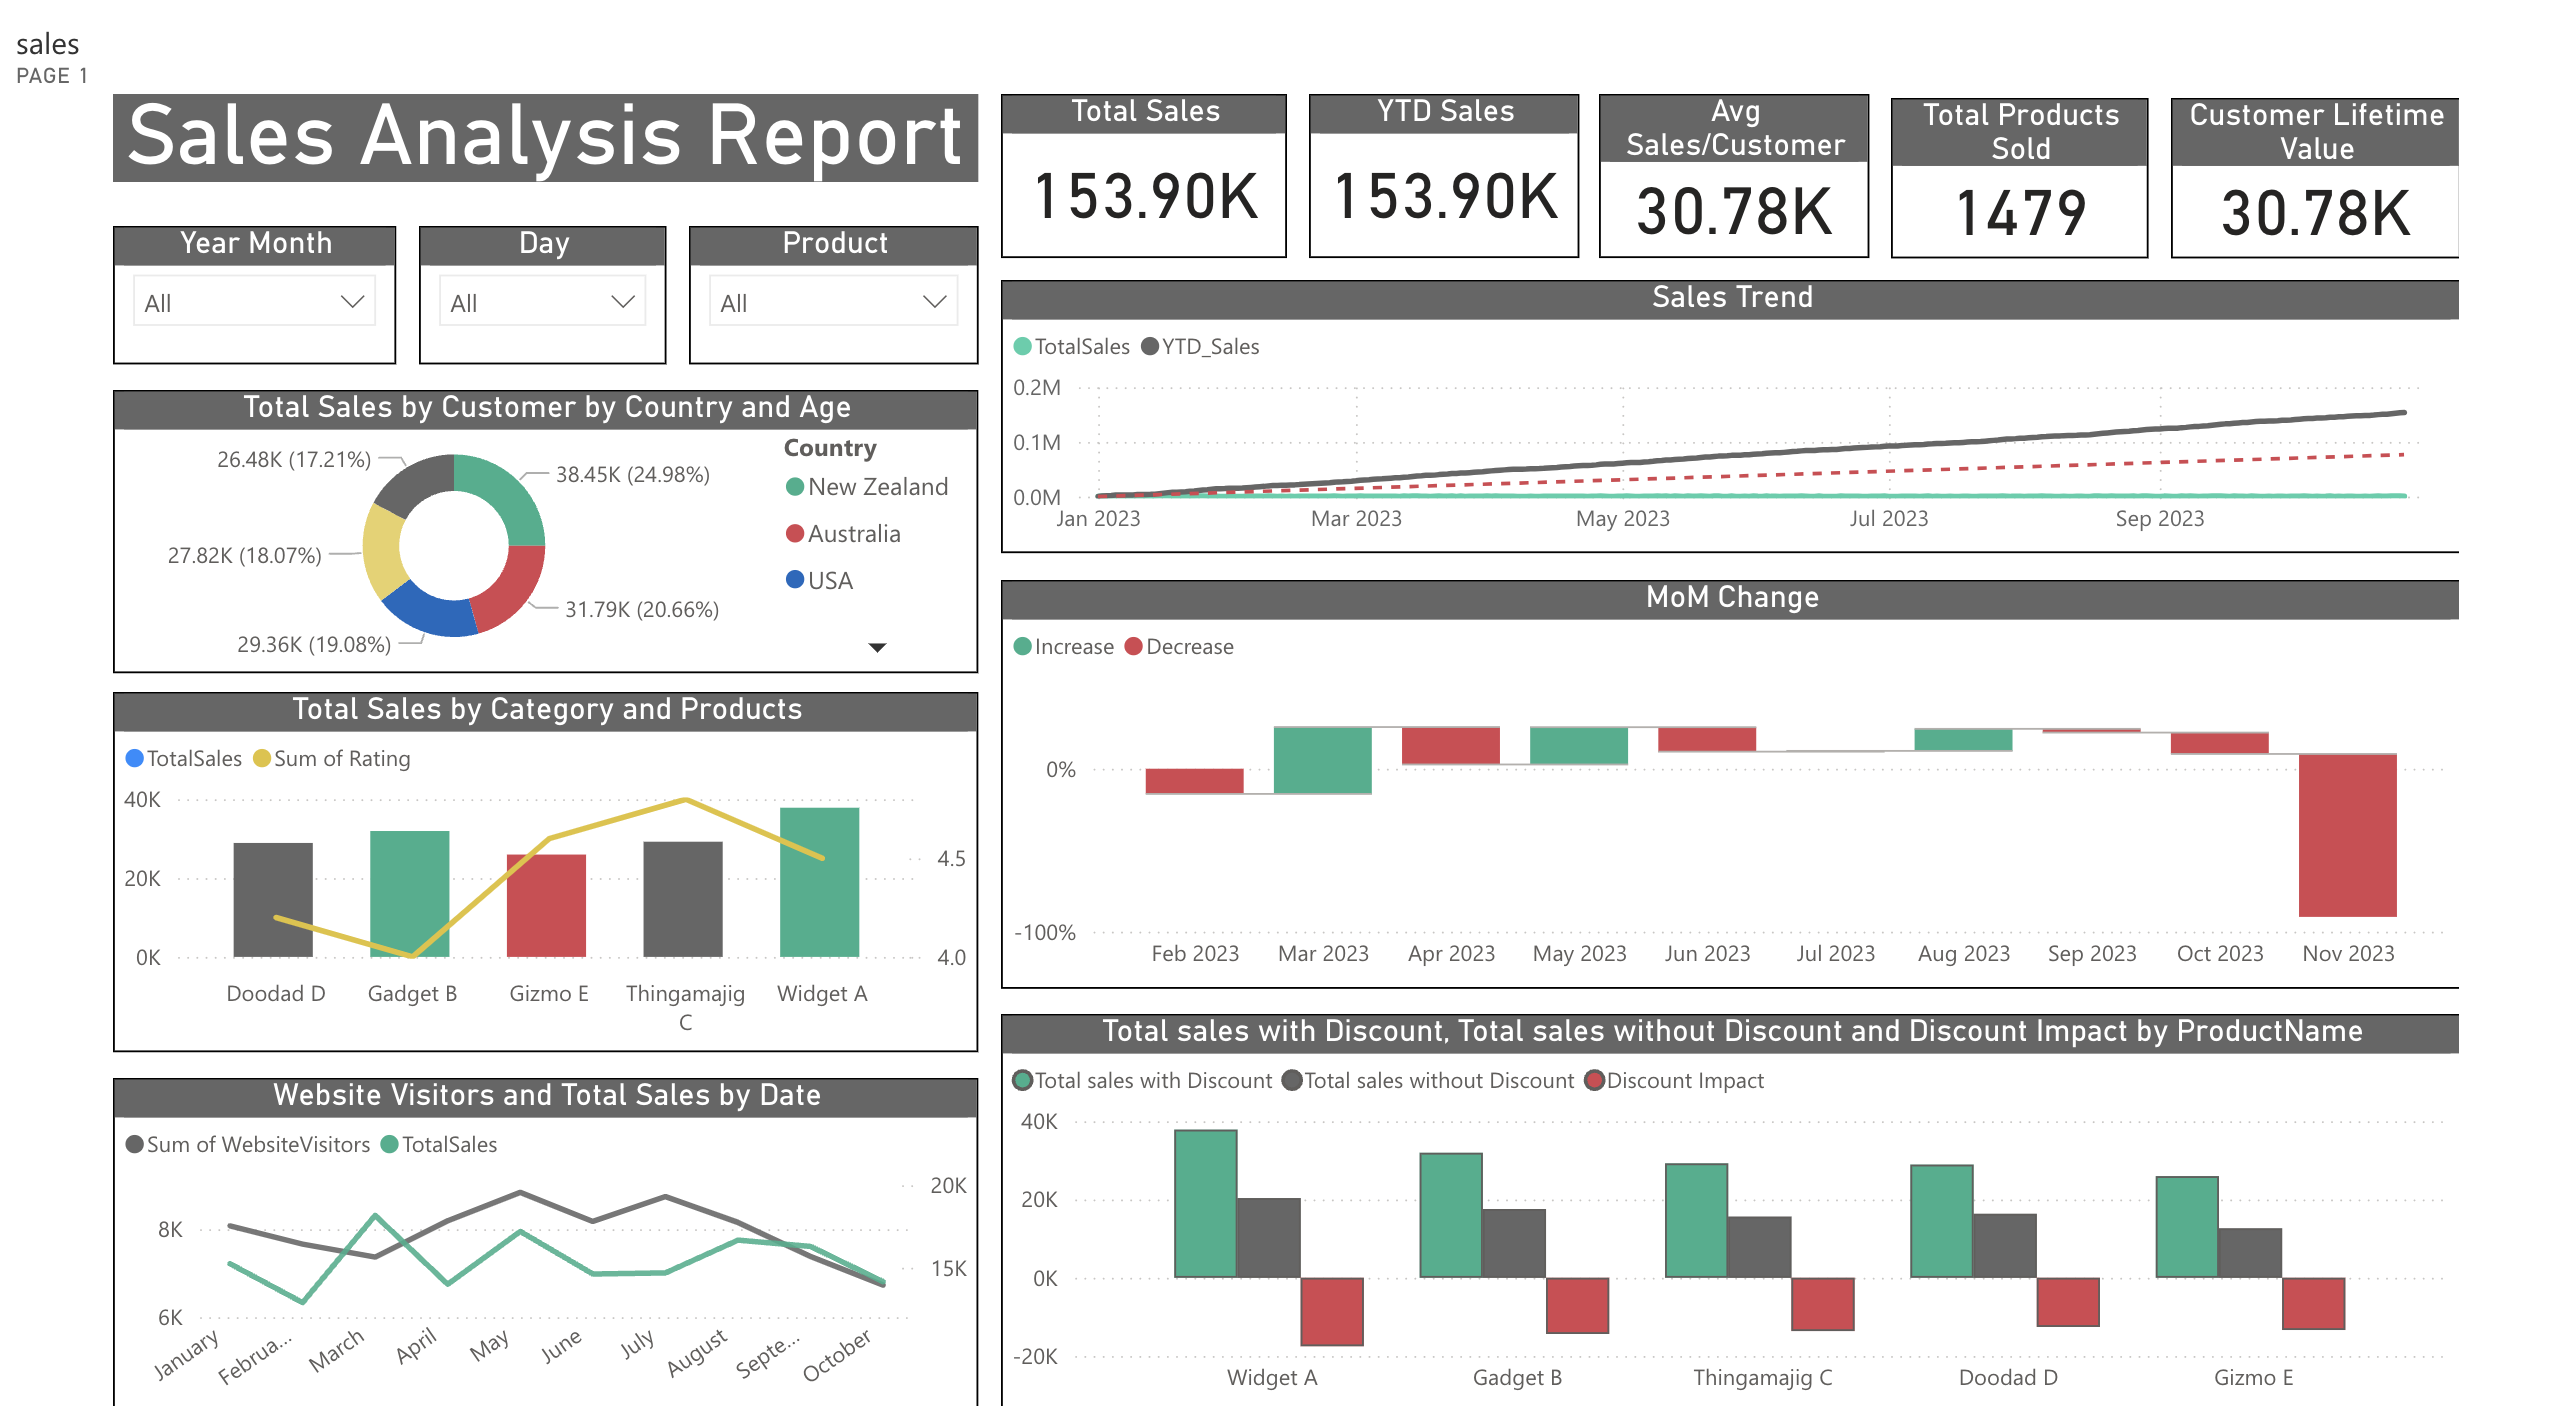 sales
PAGE 1
Sales Analysis Report
Year Month
All
Day
All
Product
All
Total Sales
153.90K
YTD Sales
153.90K
Avg
Sales/Customer
30.78K
Total Products
Sold
1479
Customer Lifetime
Value
30.78K
Total Sales by Customer by Country and Age
26.48K (17.21%)
38.45K (24.98%)
27.82K (18.07%)
31.79K (20.66%)
29.36K (19.08%)
Country
New Zealand
Australia
USA
Sales Trend
TotalSales YTD_Sales
0.2M
0.1M
0.0M
Jan 2023 Mar 2023 May 2023 Jul 2023 Sep 2023
MoM Change
Increase Decrease
0%
-100%
Feb 2023 Mar 2023 Apr 2023 May 2023 Jun 2023 Jul 2023 Aug 2023 Sep 2023 Oct 2023 Nov 2023
Total Sales by Category and Products
TotalSales Sum of Rating
40K
20K
0K
4.5
4.0
Doodad D Gadget B Gizmo E Thingamajig
C
Widget A
Website Visitors and Total Sales by Date
Sum of WebsiteVisitors TotalSales
8K
6K
20K
15K
January Februa... March April May June July August Septe... October
Total sales with Discount, Total sales without Discount and Discount Impact by ProductName
Total sales with Discount Total sales without Discount Discount Impact
40K
20K
0K
-20K
Widget A Gadget B Thingamajig C Doodad D Gizmo E